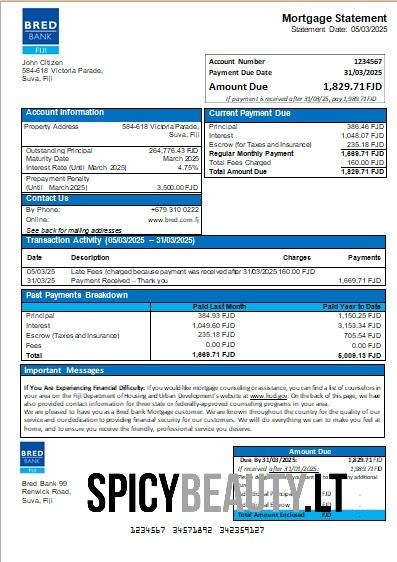 BRED
BANK
FIJI
Mortgage Statement
Statement Date: 05/03/2025
John Citizen
584-618 Victoria Parade,
Suva, Fiji
Account Number 1234567
Payment Due Date 31/03/2025
Amount Due 1,829.71 FJD
If payment is received after 31/03/25, pay 1,989.71 FJD
Account Information
Property Address 584-618 Victoria Parade,
Suva, Fiji
Outstanding Principal 264,776.43 FJD
Maturity Date March 2025
Interest Rate (Until March 2025) 4.75%
Prepayment Penalty
(Until March 2025) 3,500.00 FJD
Contact Us
By Phone: +679 310 0222
Online: www.bred.com.fj
See back for mailing addresses
Current Payment Due
Principal 386.46 FJD
Interest 1,048.07 FJD
Escrow (for Taxes and Insurance) 235.18 FJD
Regular Monthly Payment 1,669.71 FJD
Total Fees Charged 160.00 FJD
Total Amount Due 1,829.71 FJD
Transaction Activity (05/03/2025 – 31/03/2025)
Date Description Charges Payments
05/03/25 Late Fees (charged because payment was received after 31/03/2025 160.00 FJD
31/03/25 Payment Received – Thank you 1,669.71 FJD
Past Payments Breakdown
Paid Last Month Paid Year to Date
Principal 384.93 FJD 1,150.25 FJD
Interest 1,049.60 FJD 3,153.34 FJD
Escrow (Taxes and Insurance) 235.18 FJD 705.54 FJD
Fees 0.00 FJD 0.00 FJD
Total 1,669.71 FJD 5,009.13 FJD
Important Messages
If You Are Experiencing Financial Difficulty: If you would like mortgage counseling or assistance, you can find a list of counselors in
your area on the Fiji Department of Housing and Urban Development's website at www.hud.gov. On the back of this page, we have
also provided contact information for three state or federally counseling programs in your area.
We are pleased to have you as a Bred bank Mortgage customer. We are known throughout the country for the quality of our
service and our dedication to providing financial security for our customers. We will do everything we can to make you feel at
home, and to ensure you receive the friendly, professional service you deserve.
BRED
BANK
FIJI
Bred Bank 99
Renwick Road,
Suva, Fiji
Amount Due
Due By 31/03/2025: 1,829.71 FJD
If received after 31/01/2025: 1,989.71 FJD
additional
Additional Principal FJD
Additional Escrow FJD
Total Amount Enclosed FJD
SPICYBEAUTY.LT
1234567 34571892 342359127